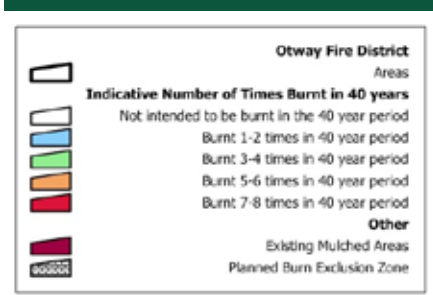 Otway Fire District
Areas
Indicative Number of Times Burnt in 40 years
Not intended to be burnt in the 40 year period
Burnt 1-2 times in 40 year period
Burnt 3-4 times in 40 year period
Burnt 5-6 times in 40 year period
Burnt 7-8 times in 40 year period
Other
Existing Mulched Areas
Planned Burn Exclusion Zone